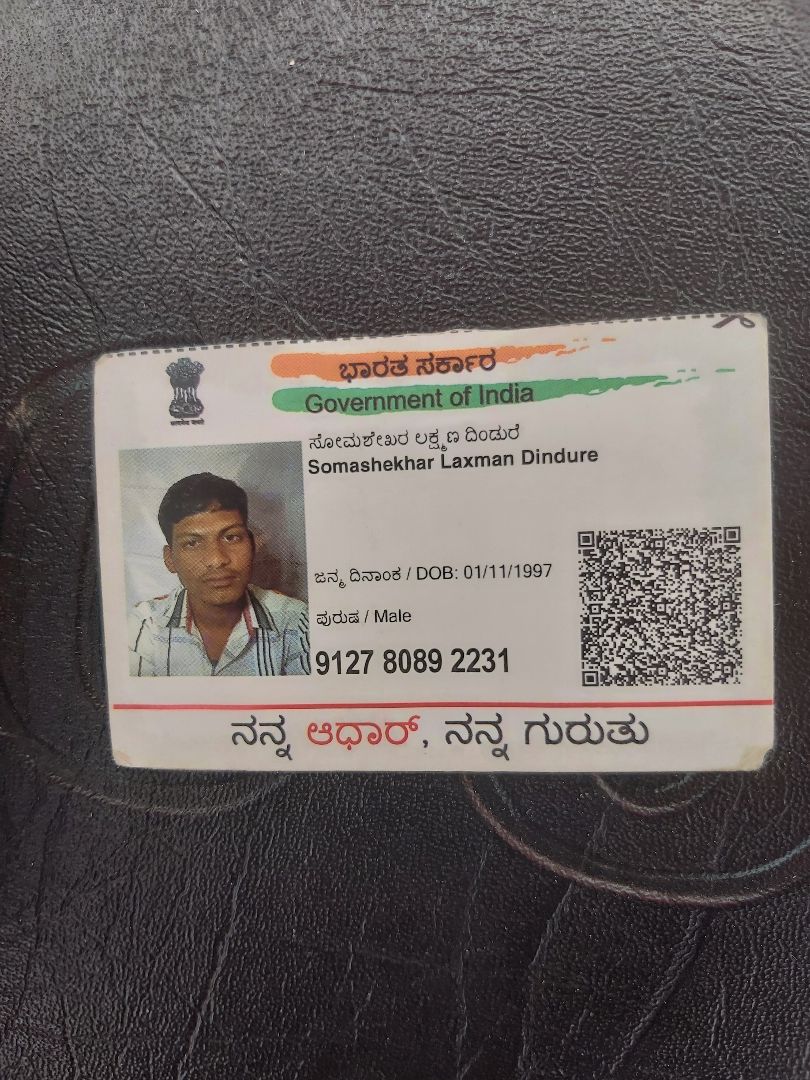 ಭಾರತ ಸರ್ಕಾರ
Government of India
ಸೋಮಶೇಖರ ಲಕ್ಷ್ಮಣ ದಿಂಡುರೆ
Somashekhar Laxman Dindure
ಜನ್ಮ ದಿನಾಂಕ / DOB: 01/11/1997
ಪುರುಷ / Male
9127 8089 2231
ನನ್ನ ಆಧಾರ್, ನನ್ನ ಗುರುತು